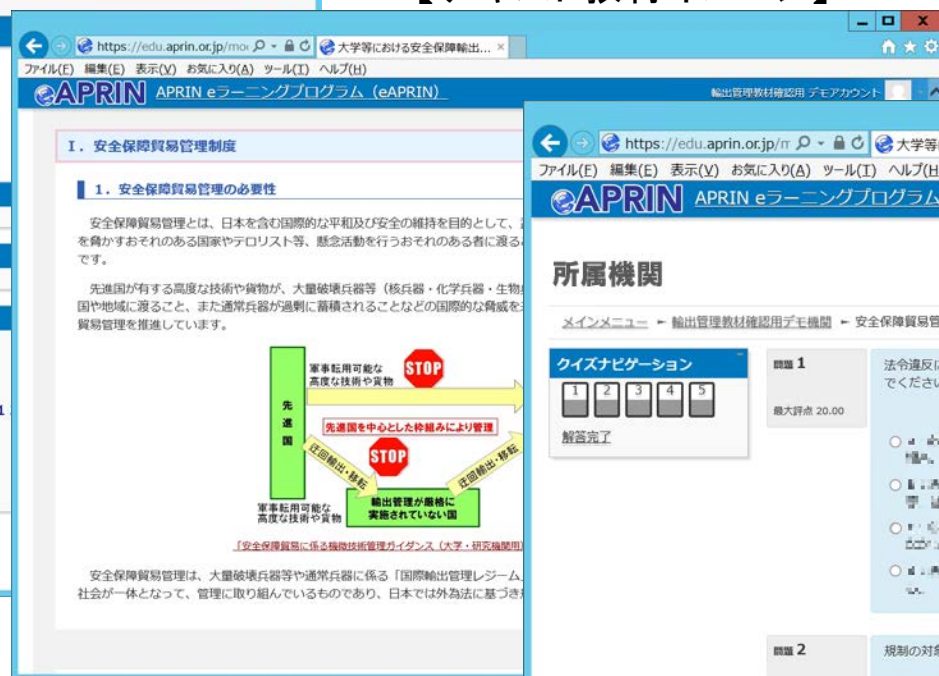 https://edu.aprin.or.jp/mo
大学等における安全保障輸出...
ファイル(F) 編集(E) 表示(V) お気に入り(A) ツール(T) ヘルプ(H)
APRIN APRIN eラーニングプログラム（eAPRIN）
輸出管理教材確認用 デモアカウント
I. 安全保障貿易管理制度
1. 安全保障貿易管理の必要性
安全保障貿易管理とは、日本を含む国際的な平和及び安全の維持を目的として、
を脅かすおそれのある国家やテロリスト等、懸念活動を行うおそれのある者に渡る
です。
先進国が有する高度な技術や貨物が、大量破壊兵器等（核兵器・化学兵器・生物
国や地域に渡ること、また通常兵器が過剰に蓄積されることなどの国際的な脅威を
貿易管理を推進しています。
軍事転用可能な
高度な技術や貨物
STOP
先進国
先進国を中心とした枠組みにより管理
STOP
迂回輸出・移転
迂回輸出・移転
軍事転用可能な
高度な技術や貨物
輸出管理が厳格に
実施されていない国
「安全保障貿易に係る機微技術管理ガイダンス（大学・研究機関用）
安全保障貿易管理は、大量破壊兵器等や通常兵器に係る「国際輸出管理レジーム」
社会が一体となって、管理に取り組んでいるものであり、日本では外為法に基づき
https://edu.aprin.or.jp/m
大学等
ファイル(F) 編集(E) 表示(V) お気に入り(A) ツール(T) ヘルプ(H
APRIN APRIN eラーニングプログラム
所属機関
メインメニュー ► 輸出管理教材確認用デモ機関 ► 安全保障貿易管
クイズナビゲーション
1 2 3 4 5
解答完了
問題 1
最大評点 20.00
法令違反に
でください
問題 2
規制の対象